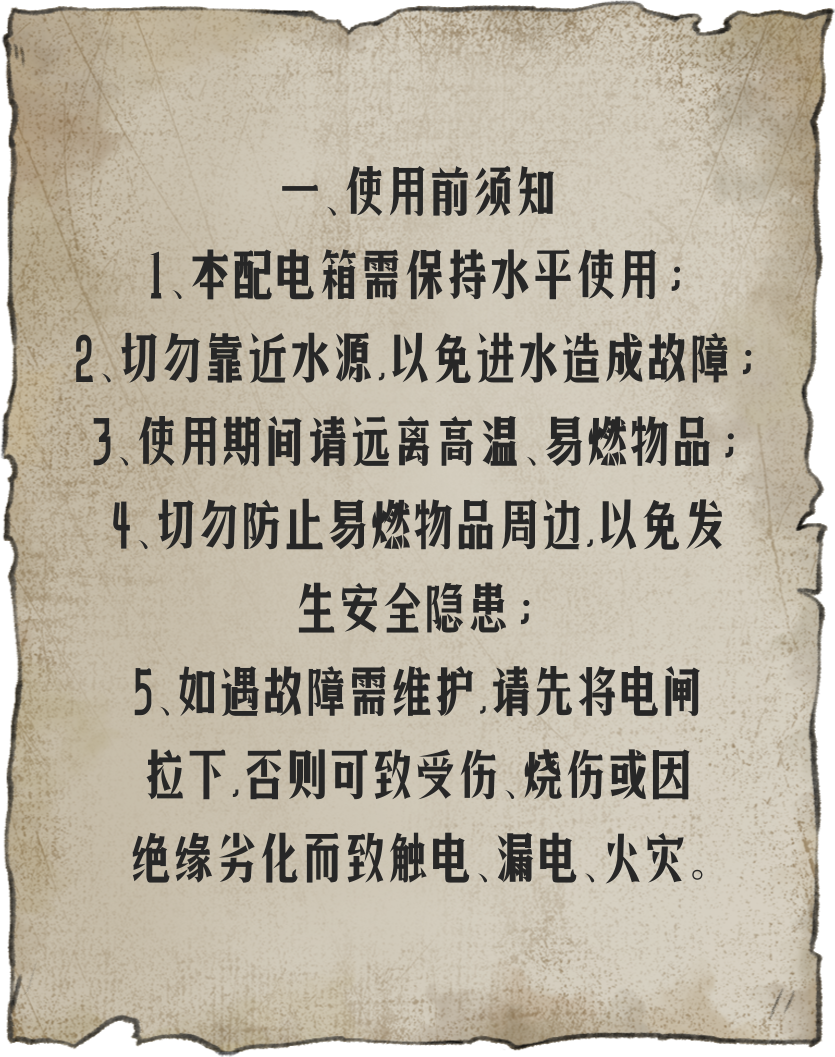 一、使用前须知
1、本配电箱需保持水平使用；
2、切勿靠近水源,以免进水造成故障；
3、使用期间请远离高温、易燃物品；
4、切勿防止易燃物品周边,以免发
生安全隐患；
5、如遇故障需维护,请先将电闸
拉下,否则可致受伤、烧伤或因
绝缘劣化而致触电、漏电、火灾。